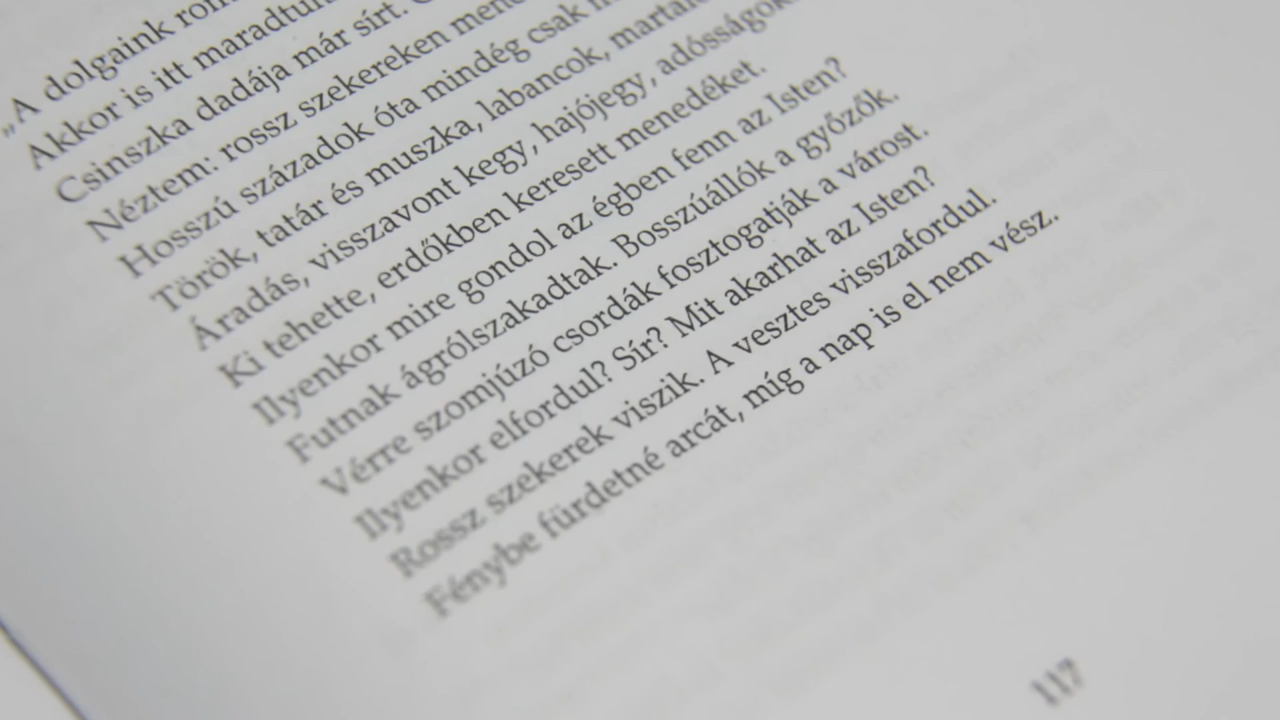 „A dolgaink
Akkor is itt maradtun
Csinszka dadája már sírt.
Néztem: rossz szekereken
Hosszú századok óta mindég csak
Török, tatár és muszka, labancok,
Áradás, visszavont kegy, hajójegy, adósságok
Ki tehette, erdőkben keresett menedéket.
Ilyenkor mire gondol az égben fenn az Isten?
Futnak ágrólszakadtak. Bosszúállók a győzők.
Vérre szomjúzó csordák fosztogatják a várost.
Ilyenkor elfordul? Sír? Mit akarhat az Isten?
Rossz szekerek viszik. A vesztes visszafordul.
Fénybe fürdetné arcát, míg a nap is el nem vész.
117